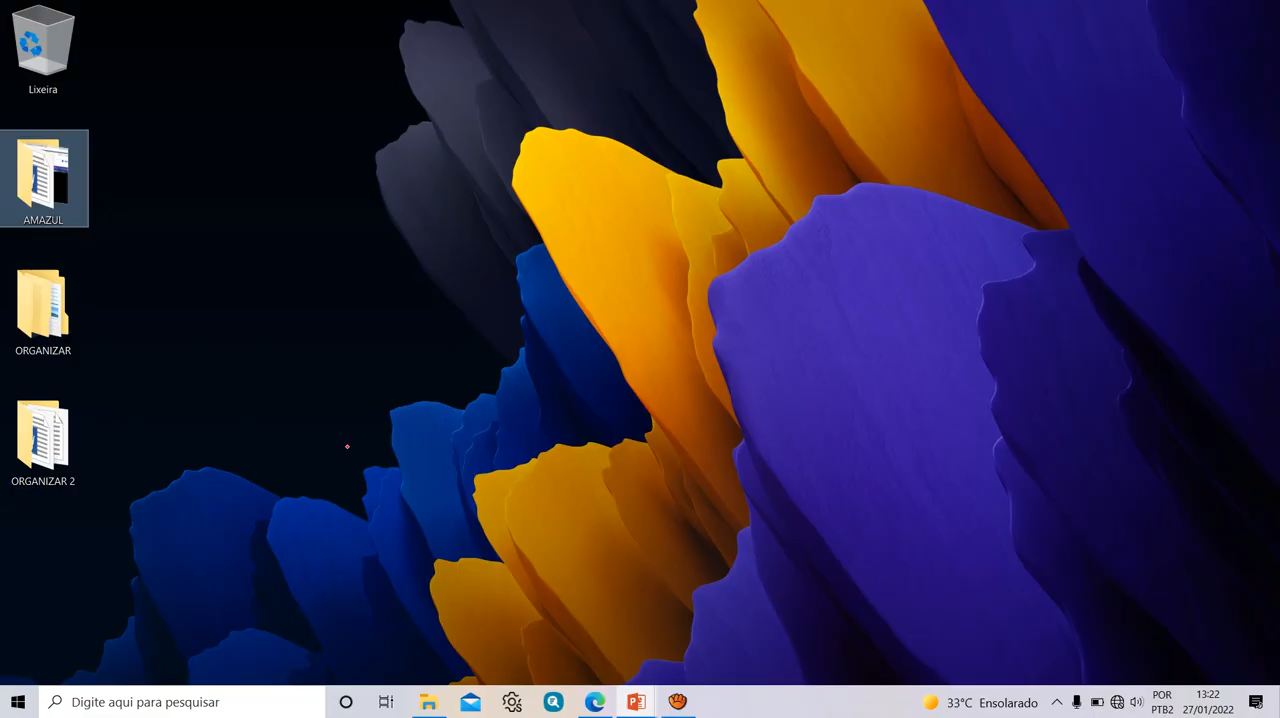 Lixeira
AMAZUL
ORGANIZAR
ORGANIZAR 2
Digite aqui para pesquisar
33°C Ensolarado
POR
PTB2
13:22
27/01/2022